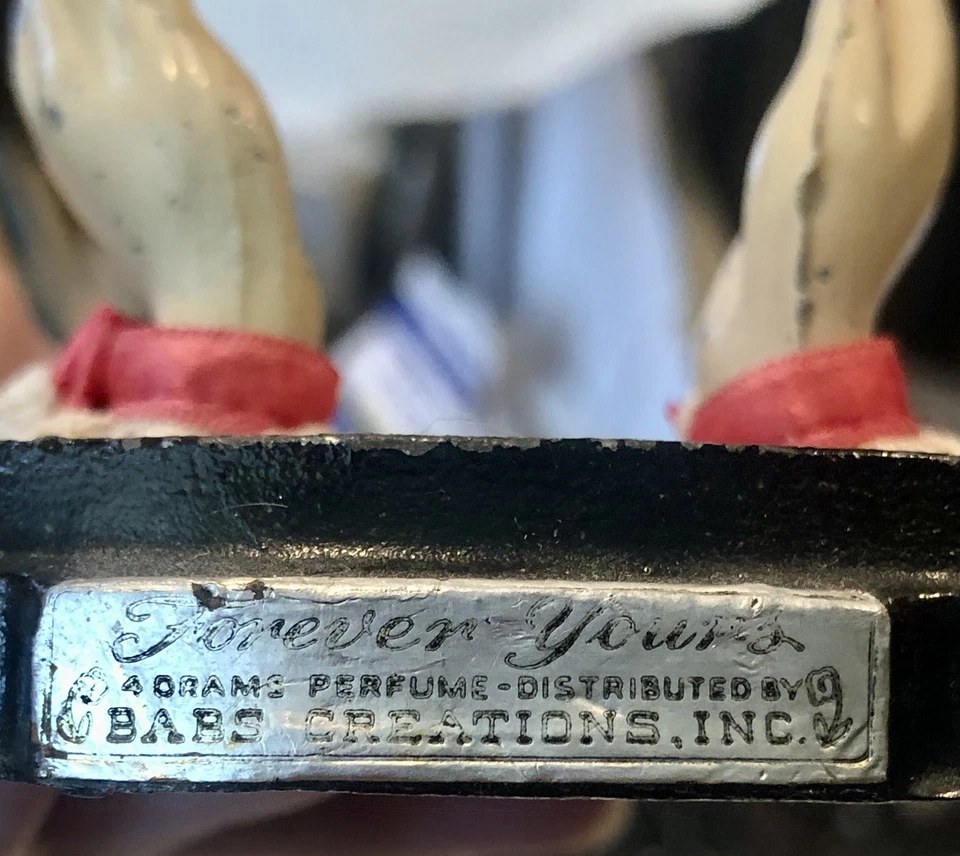 Forever Yours
4 DRAMS PERFUME-DISTRIBUTED BY
BABS CREATIONS, INC.